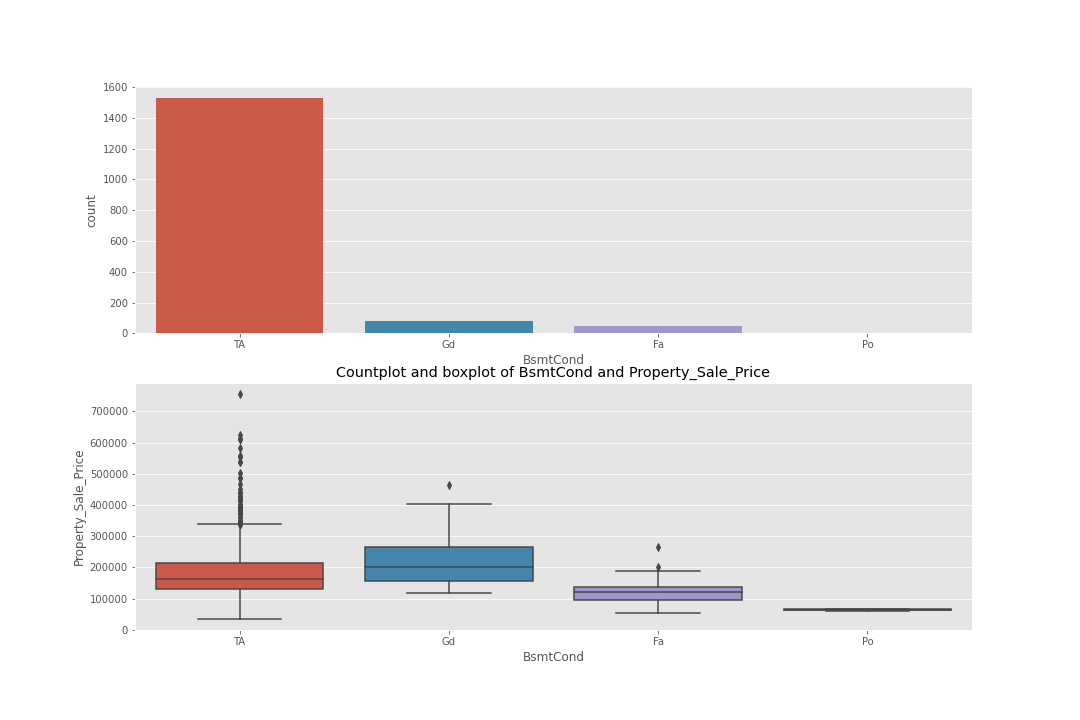 1600
1400
1200
1000
800
600
400
200
0
count
TA Gd Fa Po
BsmtCond
Countplot and boxplot of BsmtCond and Property_Sale_Price
700000
600000
500000
400000
300000
200000
100000
0
Property_Sale_Price
TA Gd Fa Po
BsmtCond